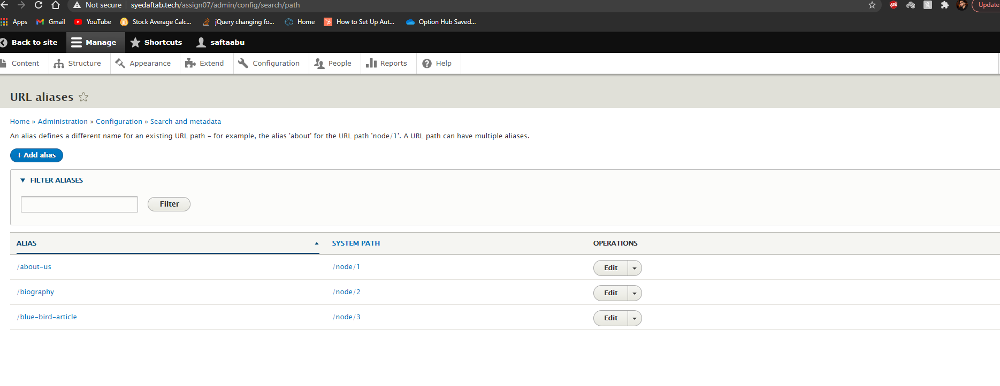 Not secure | syedaftab.tech/assign07/admin/config/search/path
Update
Apps Gmail YouTube Stock Average Calc... jQuery changing fo... Home How to Set Up Aut... Option Hub Saved...
Back to site Manage Shortcuts saftaabu
Content Structure Appearance Extend Configuration People Reports Help
URL aliases
Home » Administration » Configuration » Search and metadata
An alias defines a different name for an existing URL path - for example, the alias 'about' for the URL path 'node/1'. A URL path can have multiple aliases.
+ Add alias
FILTER ALIASES
Filter
ALIAS SYSTEM PATH OPERATIONS
/about-us /node/1 Edit
/biography /node/2 Edit
/blue-bird-article /node/3 Edit